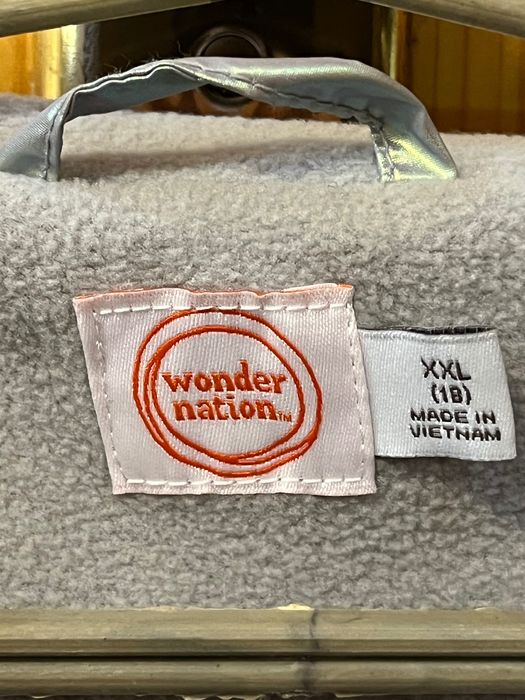 wonder
nation™
XXL
(18)
MADE IN
VIETNAM